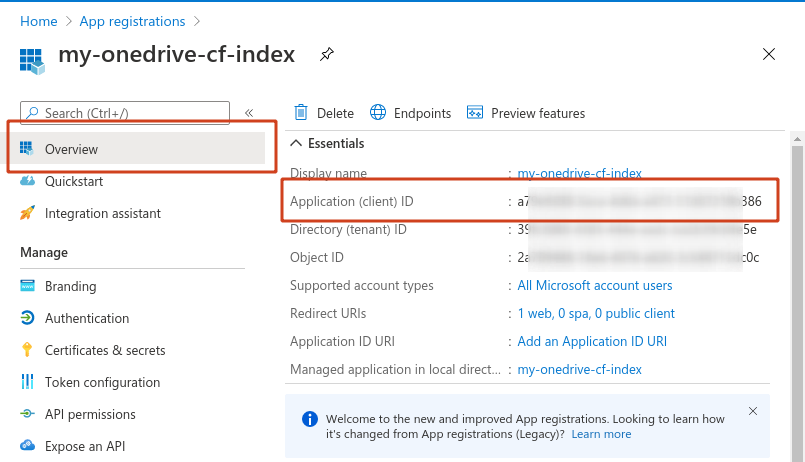 Home > App registrations >
my-onedrive-cf-index
Search (Ctrl+/)
«
Overview
Quickstart
Integration assistant
Manage
Branding
Authentication
Certificates & secrets
Token configuration
API permissions
Expose an API
Delete
Endpoints
Preview features
Essentials
Display name : my-onedrive-cf-index
Application (client) ID : a7 386
Directory (tenant) ID : 39 5e
Object ID : 2a c0c
Supported account types : All Microsoft account users
Redirect URIs : 1 web, 0 spa, 0 public client
Application ID URI : Add an Application ID URI
Managed application in local direct... : my-onedrive-cf-index
Welcome to the new and improved App registrations. Looking to learn how
it's changed from App registrations (Legacy)? Learn more